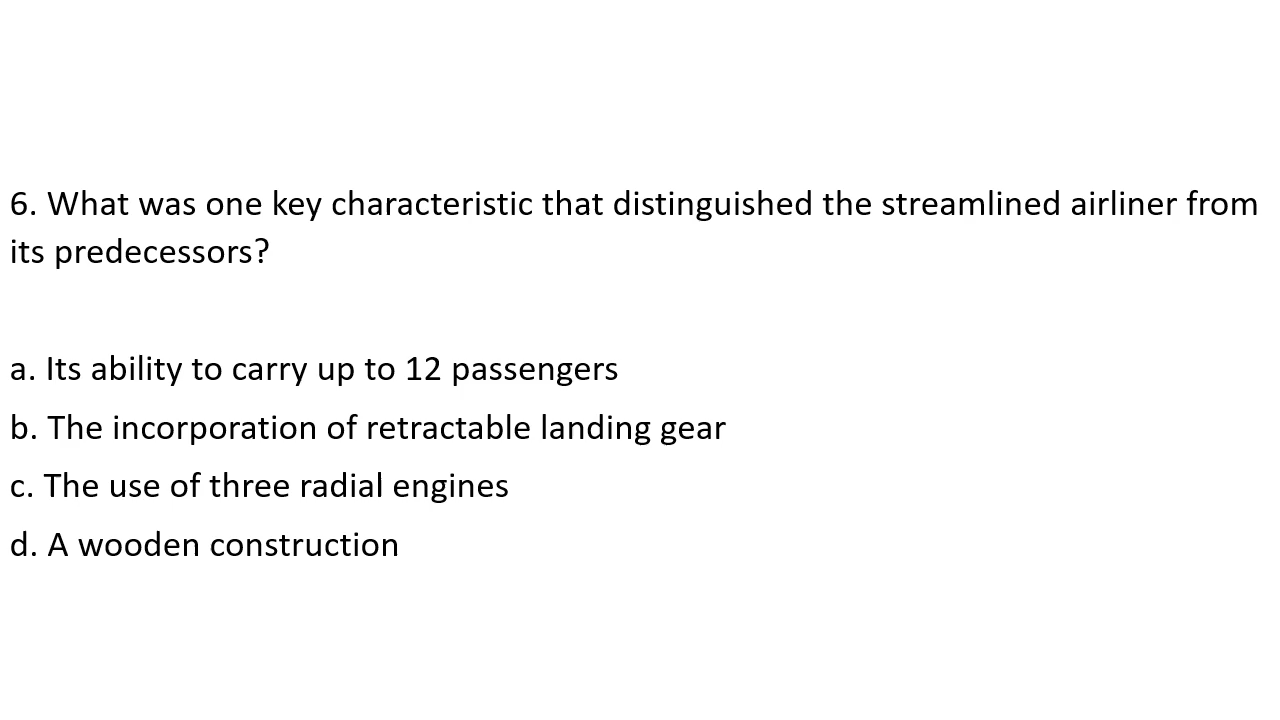 6. What was one key characteristic that distinguished the streamlined airliner from
its predecessors?
a. Its ability to carry up to 12 passengers
b. The incorporation of retractable landing gear
c. The use of three radial engines
d. A wooden construction